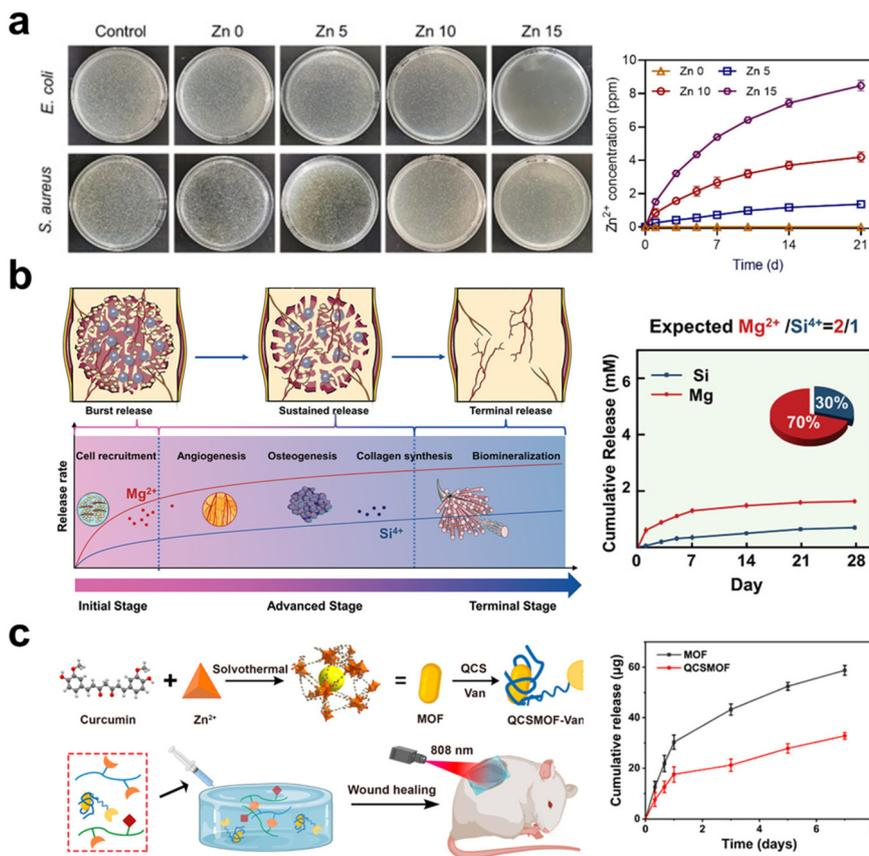 a
Control Zn 0 Zn 5 Zn 10 Zn 15
E. coli
S. aureus
Zn²⁺ concentration (ppm)
10
8
6
4
2
0
Zn 0 Zn 5
Zn 10 Zn 15
0 7 14 21
Time (d)
b
Burst release Sustained release Terminal release
Release rate
Cell recruitment Angiogenesis Osteogenesis Collagen synthesis Biomineralization
Mg²⁺
Si⁴⁺
Initial Stage Advanced Stage Terminal Stage
Expected Mg²⁺ /Si⁴⁺=2/1
Cumulative Release (mM)
6
4
2
0 7 14 21 28
Si
Mg
30%
70%
Day
c
Curcumin + Zn²⁺ Solvothermal = MOF QCS
Van QCSMOF-Van
808 nm
Wound healing
Cumulative release (μg)
60
40
20
0
MOF
QCSMOF
0 2 4 6
Time (days)